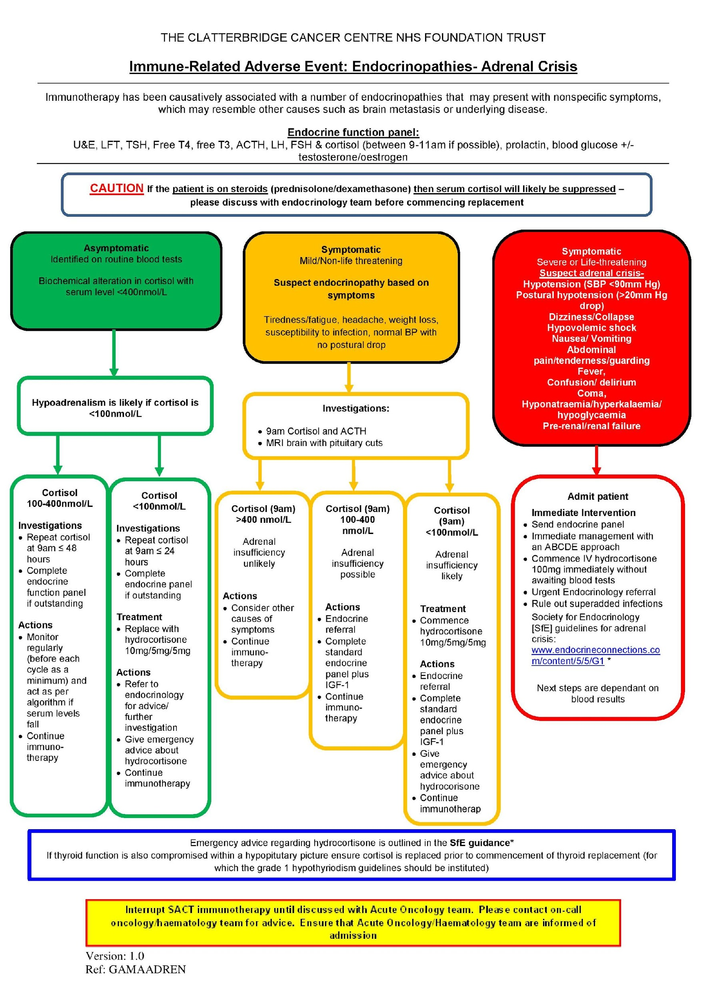 THE CLATTERBRIDGE CANCER CENTRE NHS FOUNDATION TRUST
Immune-Related Adverse Event: Endocrinopathies- Adrenal Crisis
Immunotherapy has been causatively associated with a number of endocrinopathies that may present with nonspecific symptoms,
which may resemble other causes such as brain metastasis or underlying disease.
Endocrine function panel:
U&E, LFT, TSH, Free T4, free T3, ACTH, LH, FSH & cortisol (between 9-11am if possible), prolactin, blood glucose +/-
testosterone/oestrogen
CAUTION If the patient is on steroids (prednisolone/dexamethasone) then serum cortisol will likely be suppressed –
please discuss with endocrinology team before commencing replacement
Asymptomatic
Identified on routine blood tests
Biochemical alteration in cortisol with
serum level <400nmol/L
Hypoadrenalism is likely if cortisol is
<100nmol/L
Cortisol
100-400nmol/L
Investigations
• Repeat cortisol
at 9am ≤ 48
hours
• Complete
endocrine
function panel
if outstanding
Actions
• Monitor
regularly
(before each
cycle as a
minimum) and
act as per
algorithm if
serum levels
fall
• Continue
immuno-
therapy
Cortisol
<100nmol/L
Investigations
• Repeat cortisol
at 9am ≤ 24
hours
• Complete
endocrine panel
if outstanding
Treatment
• Replace with
hydrocortisone
10mg/5mg/5mg
Actions
• Refer to
endocrinology
for advice/
further
investigation
• Give emergency
advice about
hydrocortisone
• Continue
immunotherapy
Symptomatic
Mild/Non-life threatening
Suspect endocrinopathy based on
symptoms
Tiredness/fatigue, headache, weight loss,
susceptibility to infection, normal BP with
no postural drop
Investigations:
• 9am Cortisol and ACTH
• MRI brain with pituitary cuts
Cortisol (9am)
>400 nmol/L
Adrenal
insufficiency
unlikely
Actions
• Consider other
causes of
symptoms
• Continue
immuno-
therapy
Cortisol (9am)
100-400
nmol/L
Adrenal
insufficiency
possible
Actions
• Endocrine
referral
• Complete
standard
endocrine
panel plus
IGF-1
• Continue
immuno-
therapy
Cortisol
(9am)
<100nmol/L
Adrenal
insufficiency
likely
Treatment
• Commence
hydrocortisone
10mg/5mg/5mg
Actions
• Endocrine
referral
• Complete
standard
endocrine
panel plus
IGF-1
• Give
emergency
advice about
hydrocorisone
• Continue
immunotherap
Symptomatic
Severe or Life-threatening
Suspect adrenal crisis-
Hypotension (SBP <90mm Hg)
Postural hypotension (>20mm Hg
drop)
Dizziness/Collapse
Hypovolemic shock
Nausea/ Vomiting
Abdominal
pain/tenderness/guarding
Fever,
Confusion/ delirium
Coma,
Hyponatraemia/hyperkalaemia/
hypoglycaemia
Pre-renal/renal failure
Admit patient
Immediate Intervention
• Send endocrine panel
• Immediate management with
an ABCDE approach
• Commence IV hydrocortisone
100mg immediately without
awaiting blood tests
• Urgent Endocrinology referral
• Rule out superadded infections
Society for Endocrinology
[SfE] guidelines for adrenal
crisis:
www.endocrineconnections.co
m/content/5/5/G1 *
Next steps are dependant on
blood results
Emergency advice regarding hydrocortisone is outlined in the SfE guidance*
If thyroid function is also compromised within a hypopitutary picture ensure cortisol is replaced prior to commencement of thyroid replacement (for
which the grade 1 hypothyriodism guidelines should be instituted)
Interrupt SACT immunotherapy until discussed with Acute Oncology team. Please contact on-call
oncology/haematology team for advice. Ensure that Acute Oncology/Haematology team are informed of
admission
Version: 1.0
Ref: GAMAADREN